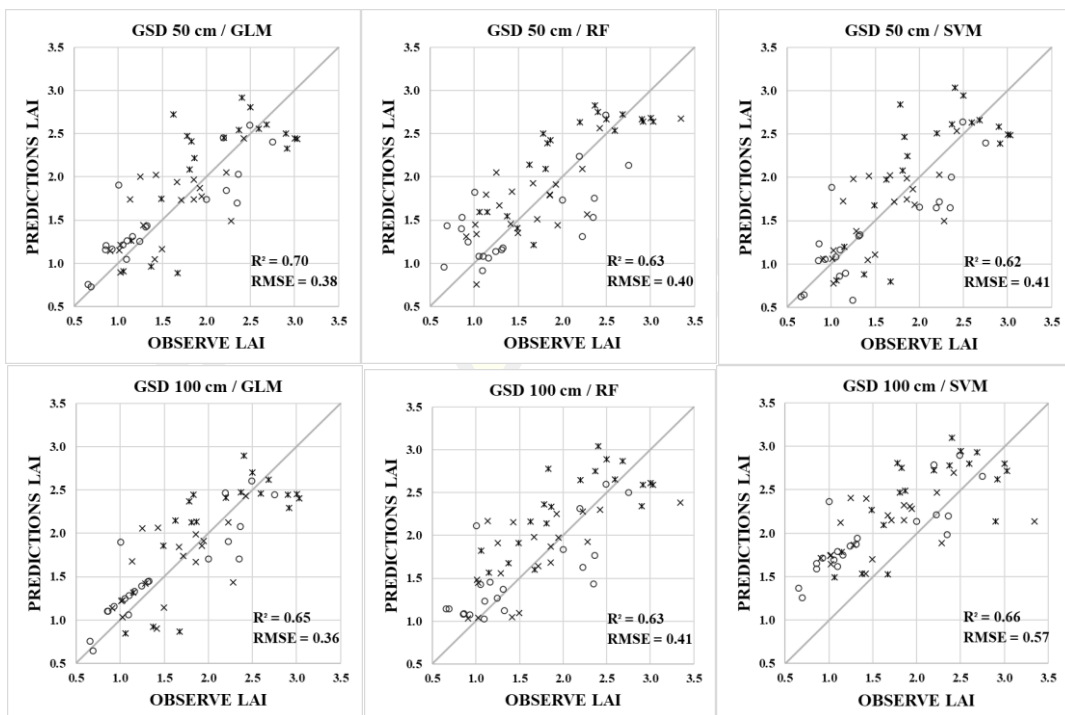 GSD 50 cm / GLM
3.5
3.0
2.5
2.0
1.5
1.0
0.5
PREDICTIONS LAI
R² = 0.70
RMSE = 0.38
0.5 1.0 1.5 2.0 2.5 3.0 3.5
OBSERVE LAI
GSD 50 cm / RF
3.5
3.0
2.5
2.0
1.5
1.0
0.5
PREDICTIONS LAI
R² = 0.63
RMSE = 0.40
0.5 1.0 1.5 2.0 2.5 3.0 3.5
OBSERVE LAI
GSD 50 cm / SVM
3.5
3.0
2.5
2.0
1.5
1.0
0.5
PREDICTIONS LAI
R² = 0.62
RMSE = 0.41
0.5 1.0 1.5 2.0 2.5 3.0 3.5
OBSERVE LAI
GSD 100 cm / GLM
3.5
3.0
2.5
2.0
1.5
1.0
0.5
PREDICTIONS LAI
R² = 0.65
RMSE = 0.36
0.5 1.0 1.5 2.0 2.5 3.0 3.5
OBSERVE LAI
GSD 100 cm / RF
3.5
3.0
2.5
2.0
1.5
1.0
0.5
PREDICTIONS LAI
R² = 0.63
RMSE = 0.41
0.5 1.0 1.5 2.0 2.5 3.0 3.5
OBSERVE LAI
GSD 100 cm / SVM
3.5
3.0
2.5
2.0
1.5
1.0
0.5
PREDICTIONS LAI
R² = 0.66
RMSE = 0.57
0.5 1.0 1.5 2.0 2.5 3.0 3.5
OBSERVE LAI